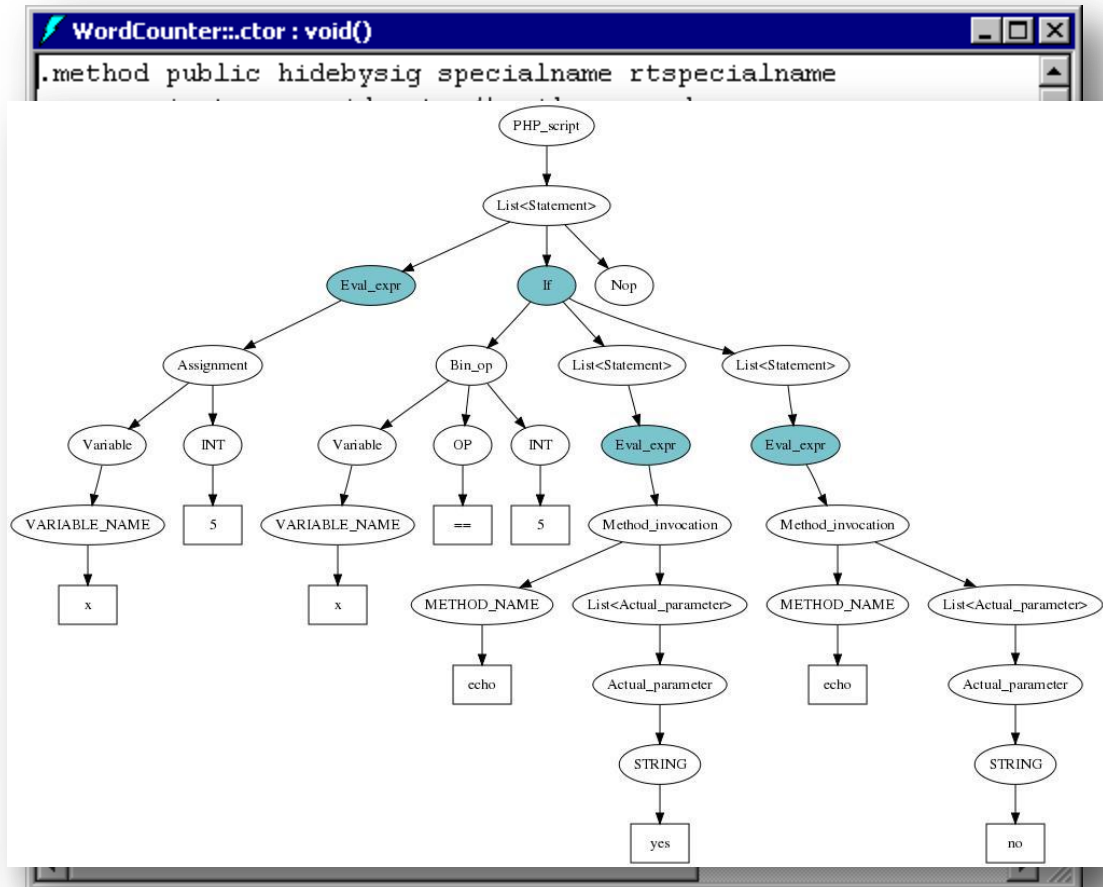 WordCounter::.ctor : void()
.method public hidebysig specialname rtspecialname
PHP_script
List<Statement>
Eval_expr If Nop
Assignment Bin_op List<Statement> List<Statement>
Variable INT Variable OP INT Eval_expr Eval_expr
VARIABLE_NAME 5 VARIABLE_NAME == 5 Method_invocation Method_invocation
x x METHOD_NAME List<Actual_parameter> METHOD_NAME List<Actual_parameter>
echo Actual_parameter echo Actual_parameter
STRING STRING
yes no